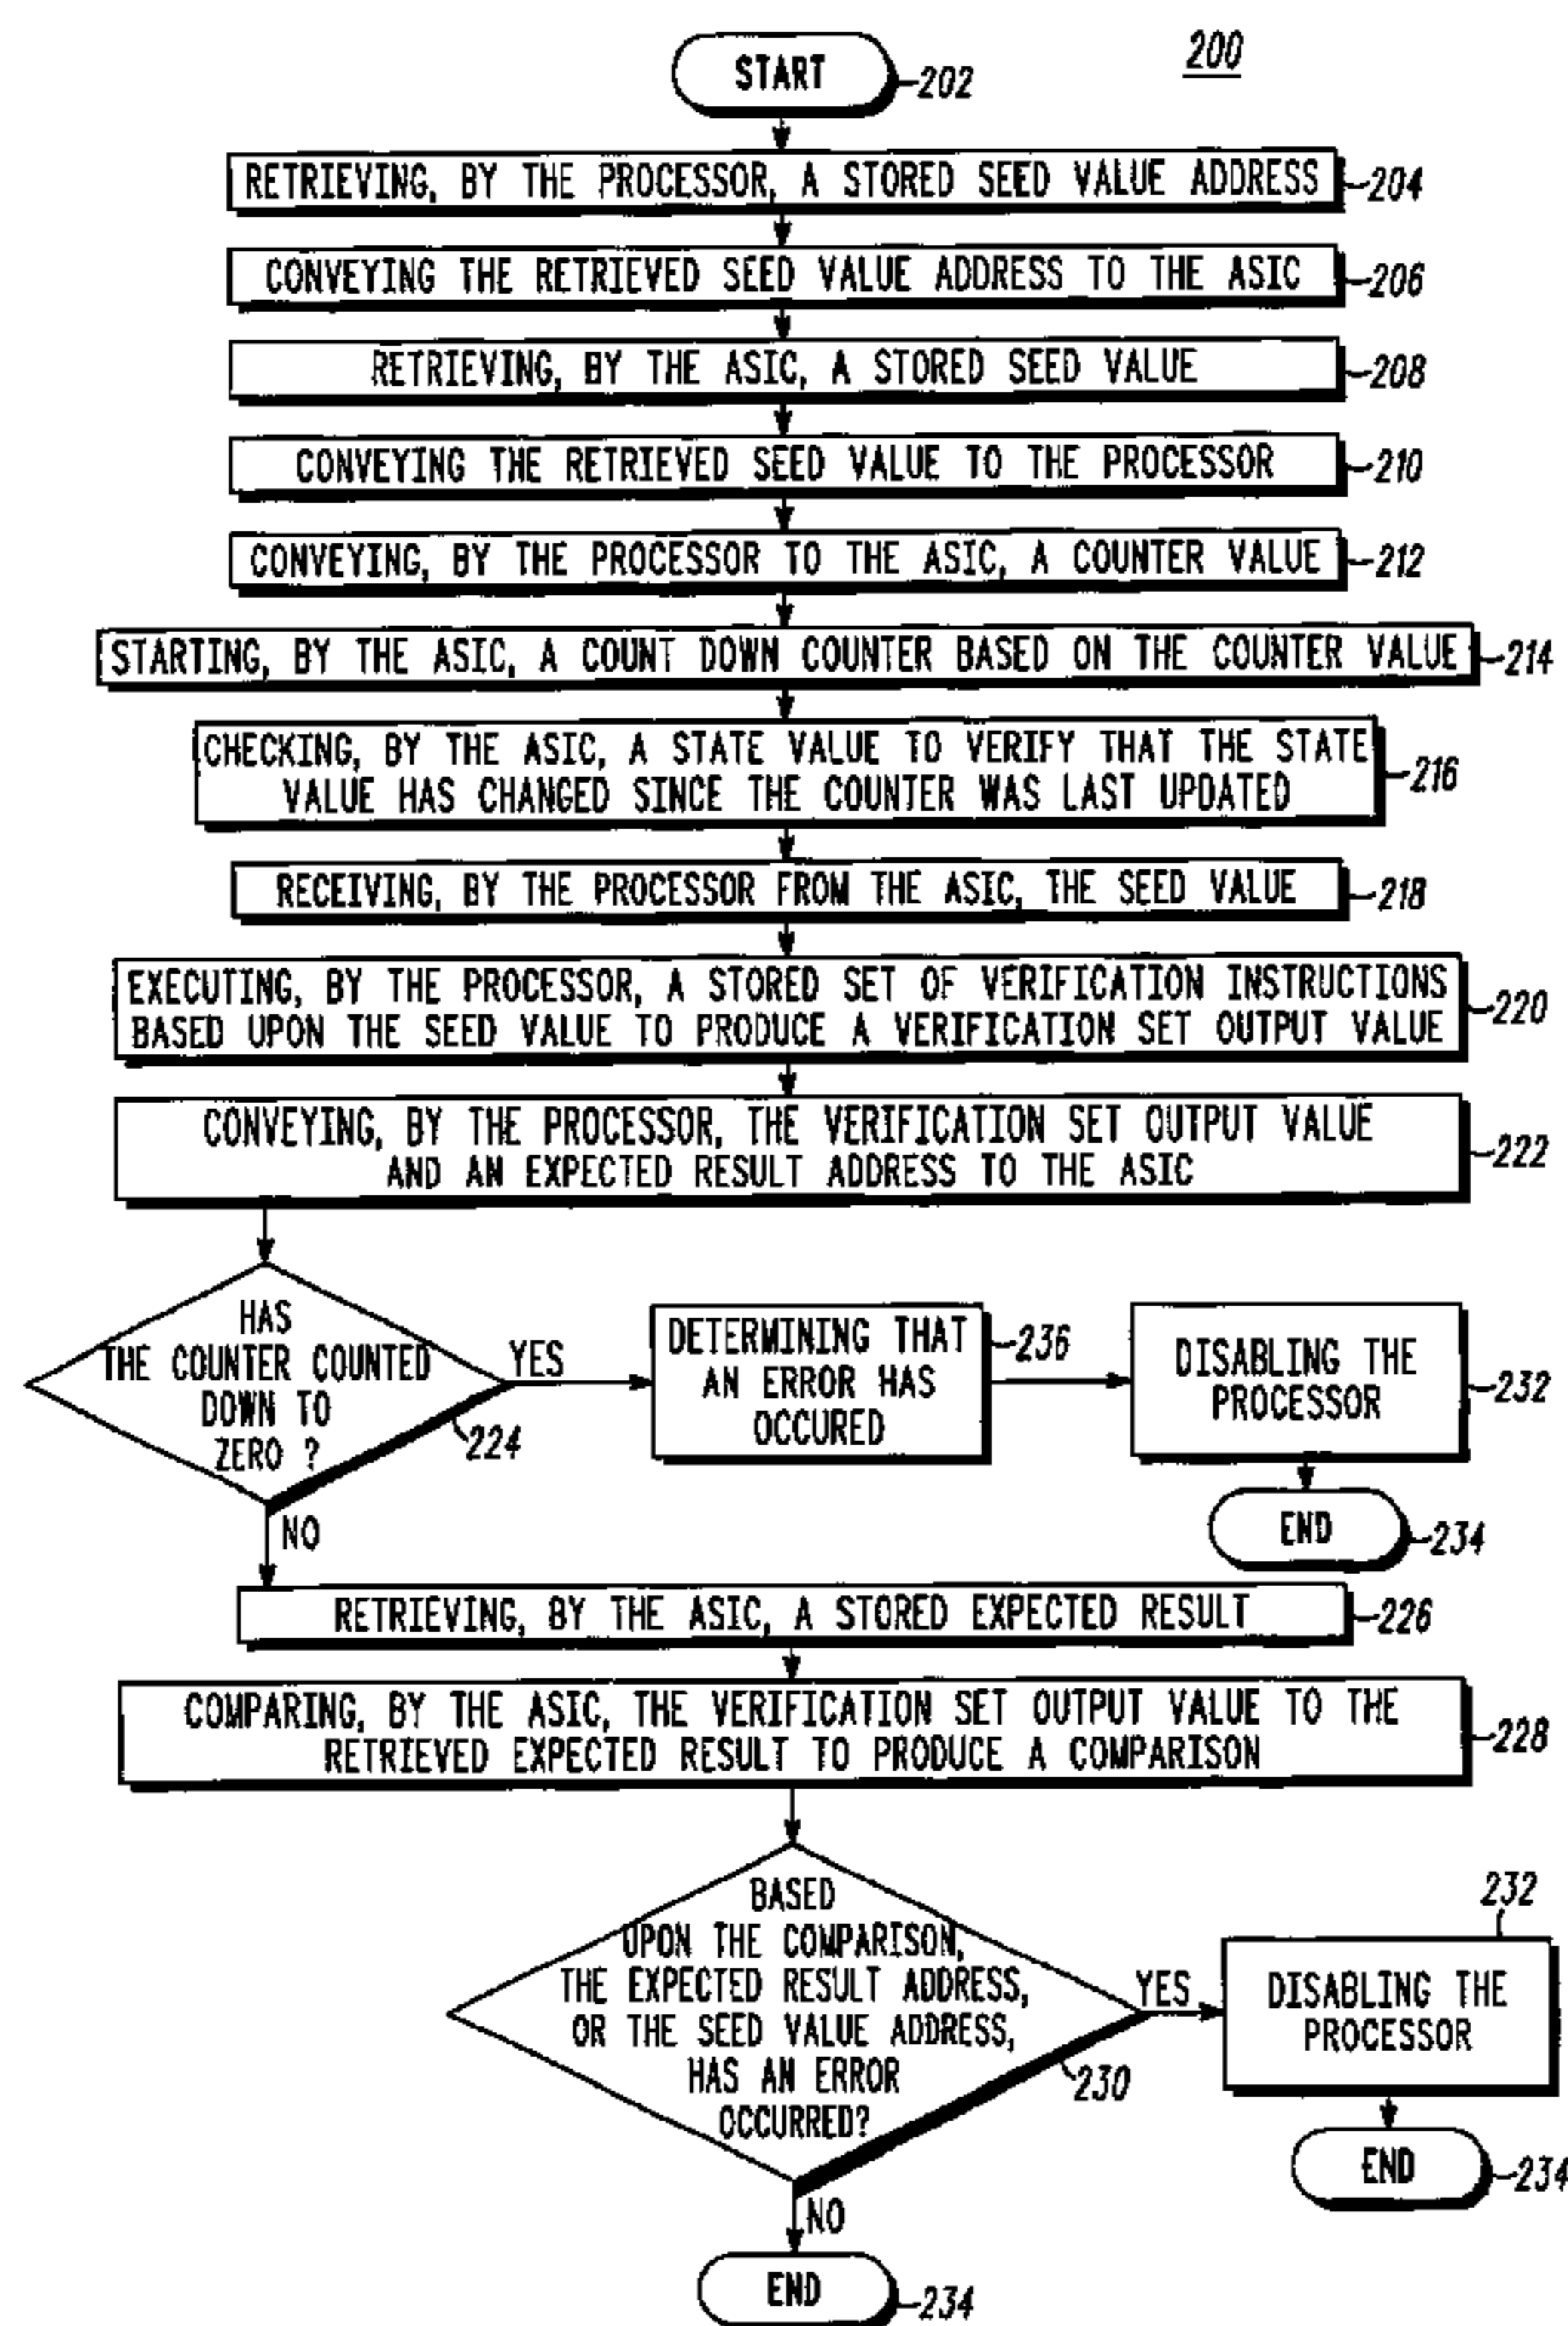 200
START
202
RETRIEVING, BY THE PROCESSOR, A STORED SEED VALUE ADDRESS
204
CONVEYING THE RETRIEVED SEED VALUE ADDRESS TO THE ASIC
206
RETRIEVING, BY THE ASIC, A STORED SEED VALUE
208
CONVEYING THE RETRIEVED SEED VALUE TO THE PROCESSOR
210
CONVEYING, BY THE PROCESSOR TO THE ASIC, A COUNTER VALUE
212
STARTING, BY THE ASIC, A COUNT DOWN COUNTER BASED ON THE COUNTER VALUE
214
CHECKING, BY THE ASIC, A STATE VALUE TO VERIFY THAT THE STATE
VALUE HAS CHANGED SINCE THE COUNTER WAS LAST UPDATED
216
RECEIVING, BY THE PROCESSOR FROM THE ASIC, THE SEED VALUE
218
EXECUTING, BY THE PROCESSOR, A STORED SET OF VERIFICATION INSTRUCTIONS
BASED UPON THE SEED VALUE TO PRODUCE A VERIFICATION SET OUTPUT VALUE
220
CONVEYING, BY THE PROCESSOR, THE VERIFICATION SET OUTPUT VALUE
AND AN EXPECTED RESULT ADDRESS TO THE ASIC
222
HAS
THE COUNTER COUNTED
DOWN TO
ZERO ?
224
YES
DETERMINING THAT
AN ERROR HAS
OCCURED
236
DISABLING THE
PROCESSOR
232
END
234
NO
RETRIEVING, BY THE ASIC, A STORED EXPECTED RESULT
226
COMPARING, BY THE ASIC, THE VERIFICATION SET OUTPUT VALUE TO THE
RETRIEVED EXPECTED RESULT TO PRODUCE A COMPARISON
228
BASED
UPON THE COMPARISON,
THE EXPECTED RESULT ADDRESS,
OR THE SEED VALUE ADDRESS,
HAS AN ERROR
OCCURRED?
230
YES
232
DISABLING THE
PROCESSOR
END
234
NO
END
234